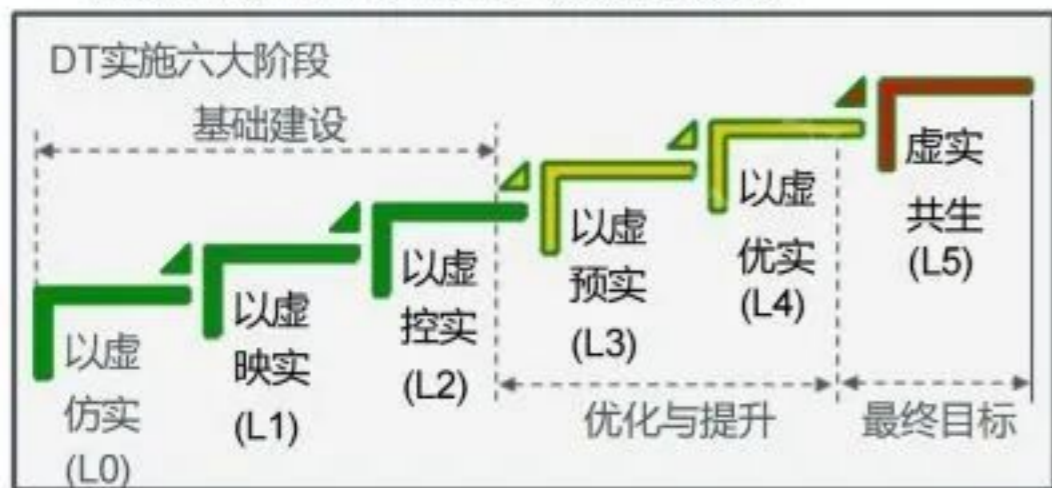 DT实施六大阶段
基础建设
以虚
仿实
(L0)
以虚
映实
(L1)
以虚
控实
(L2)
以虚
预实
(L3)
以虚
优实
(L4)
虚实
共生
(L5)
优化与提升
最终目标